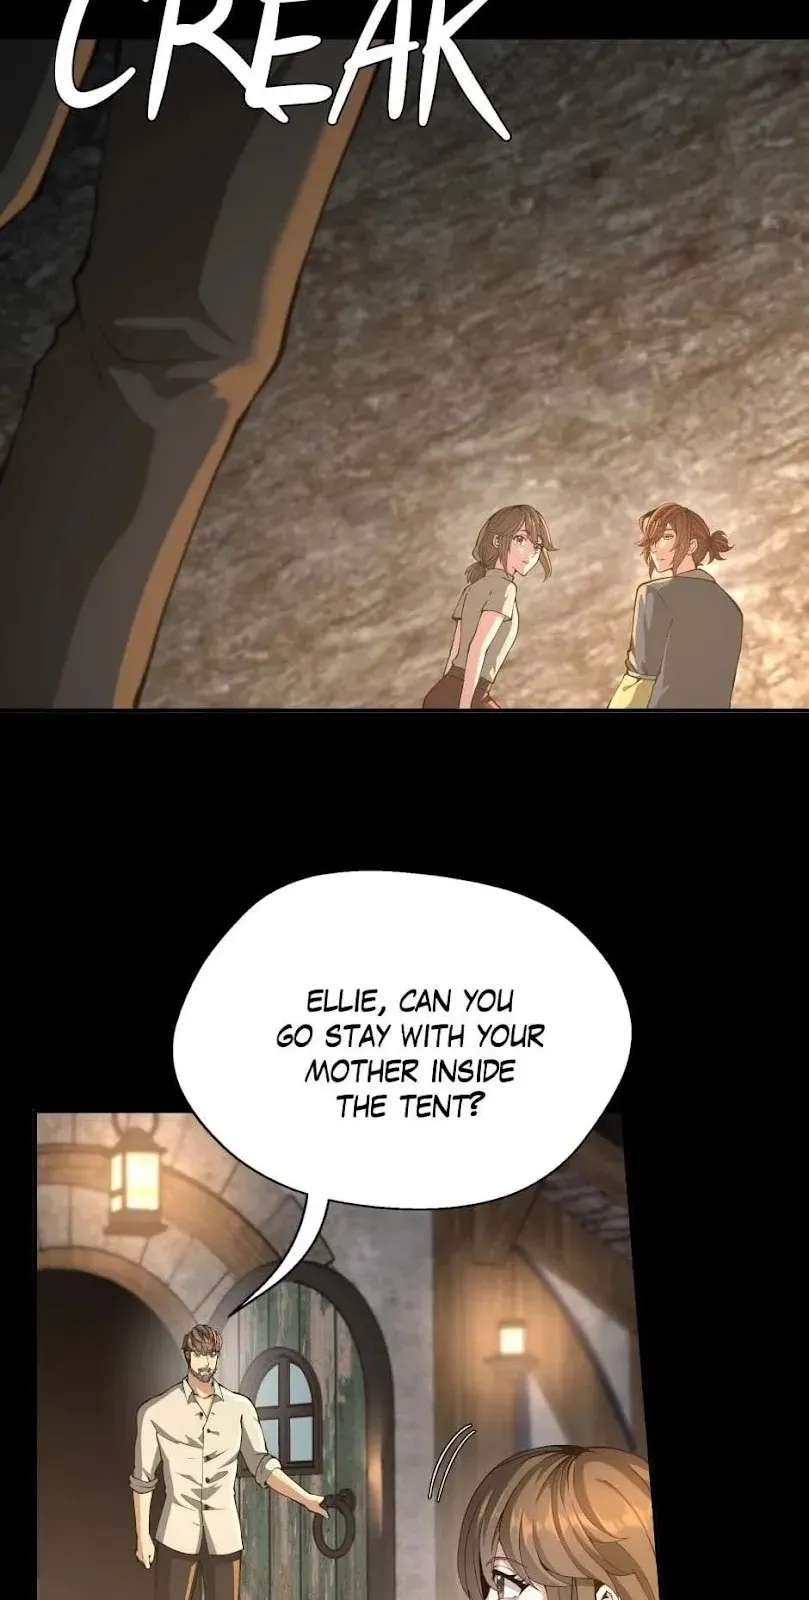 CREAK
ELLIE, CAN YOU
GO STAY WITH YOUR
MOTHER INSIDE
THE TENT?